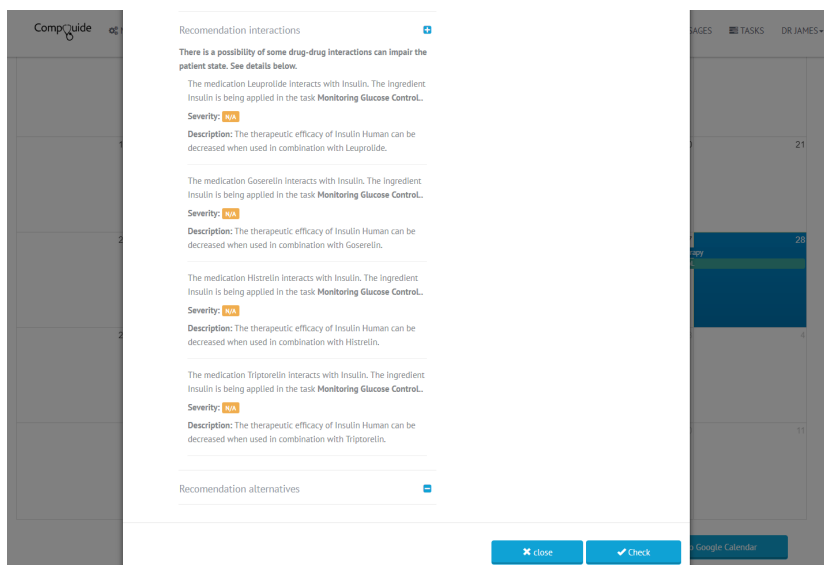 CompGuide
SAGES
TASKS
DR JAMES
Recomendation interactions
There is a possibility of some drug-drug interactions can impair the
patient state. See details below.
The medication Leuprolide interacts with Insulin. The ingredient
Insulin is being applied in the task Monitoring Glucose Control..
Severity: N/A
Description: The therapeutic efficacy of Insulin Human can be
decreased when used in combination with Leuprolide.
The medication Goserelin interacts with Insulin. The ingredient
Insulin is being applied in the task Monitoring Glucose Control..
Severity: N/A
Description: The therapeutic efficacy of Insulin Human can be
decreased when used in combination with Goserelin.
The medication Histrelin interacts with Insulin. The ingredient
Insulin is being applied in the task Monitoring Glucose Control..
Severity: N/A
Description: The therapeutic efficacy of Insulin Human can be
decreased when used in combination with Histrelin.
The medication Triptorelin interacts with Insulin. The ingredient
Insulin is being applied in the task Monitoring Glucose Control..
Severity: N/A
Description: The therapeutic efficacy of Insulin Human can be
decreased when used in combination with Triptorelin.
Recomendation alternatives
close
Check
21
28
rapy
4
11
o Google Calendar